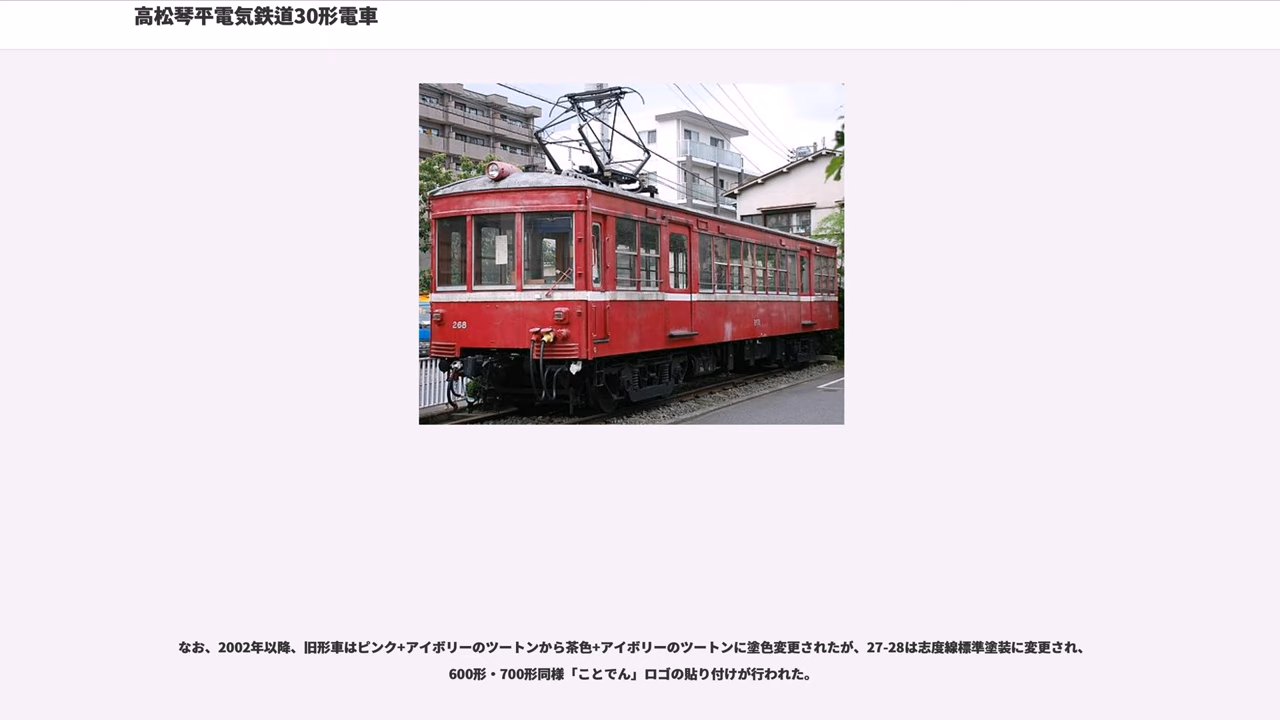 高松琴平電気鉄道30形電車
268
なお、2002年以降、旧形車はピンク+アイボリーのツートンから茶色+アイボリーのツートンに塗色変更されたが、27-28は志度線標準塗装に変更され、
600形・700形同様「ことでん」ロゴの貼り付けが行われた。